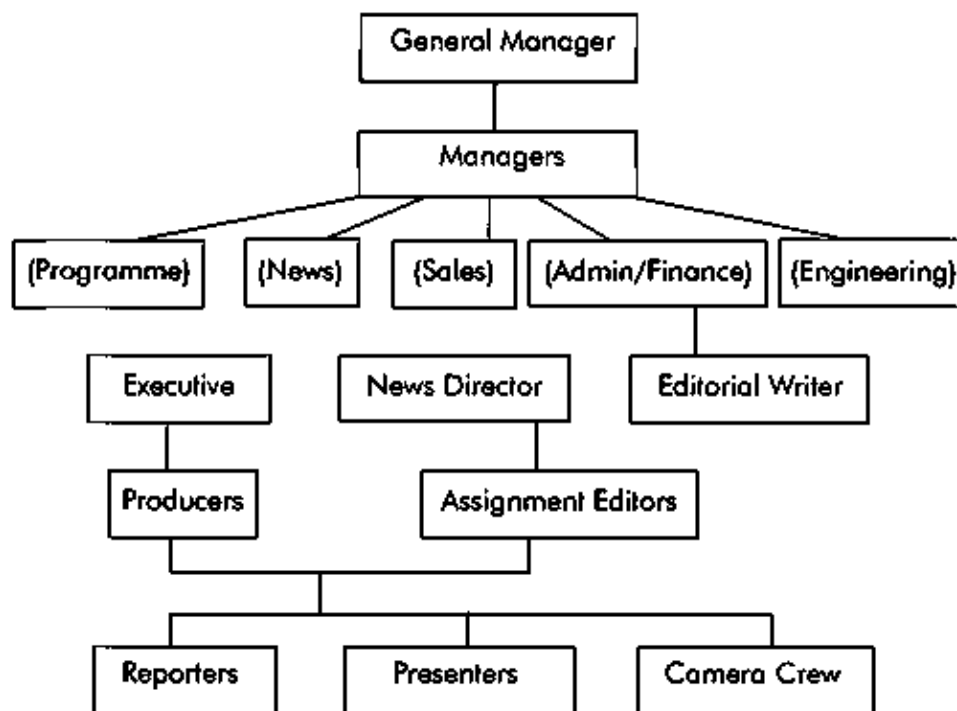 General Manager
Managers
(Programme)
(News)
(Sales)
(Admin/Finance)
(Engineering)
Executive
News Director
Editorial Writer
Producers
Assignment Editors
Reporters
Presenters
Camera Crew